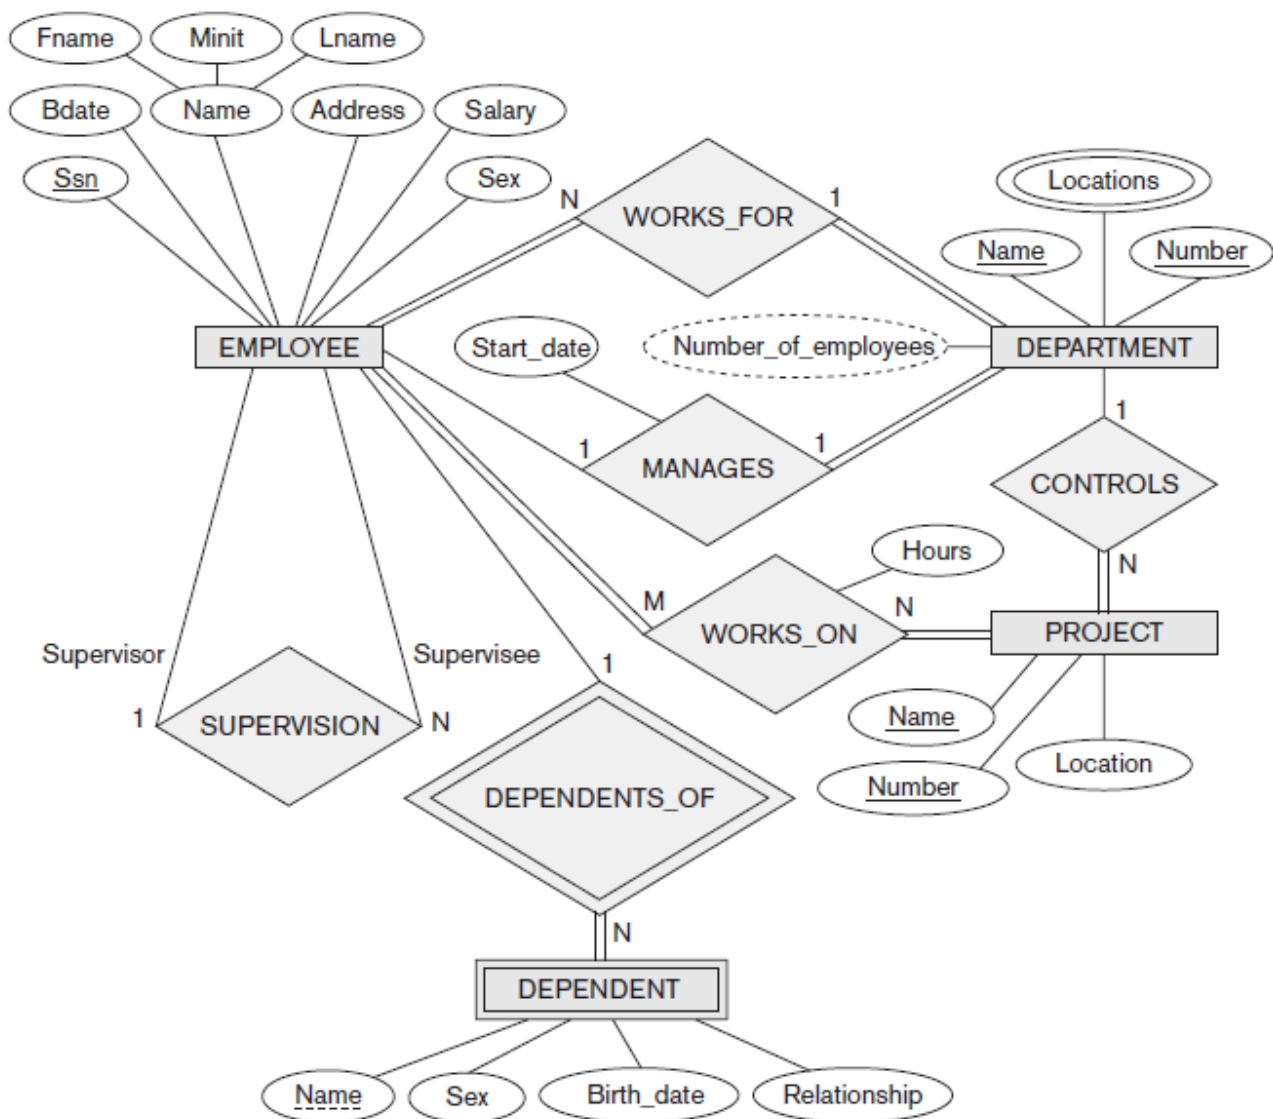 Fname Minit Lname
Bdate Name Address Salary
Ssn Sex
N WORKS_FOR 1
Locations
Name Number
EMPLOYEE
Start_date
Number_of_employees
DEPARTMENT
1 MANAGES 1
1
CONTROLS
N
Hours
M WORKS_ON N
PROJECT
Name
Number
Location
Supervisor Supervisee
1 SUPERVISION N
1
DEPENDENTS_OF
N
DEPENDENT
Name Sex Birth_date Relationship